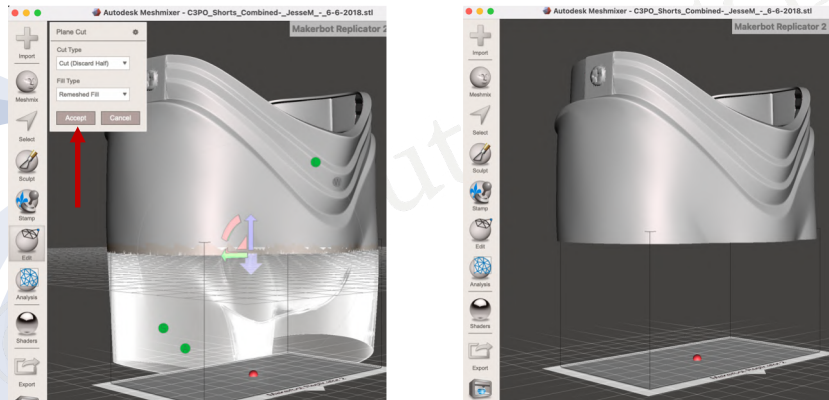 Autodesk Meshmixer - C3PO_Shorts_Combined-_JesseM_-_6-6-2018.stl
Plane Cut
Cut Type
Cut (Discard Half)
Fill Type
Remeshed Fill
Accept
Cancel
Makerbot Replicator 2
Import
Meshmix
Select
Sculpt
Stamp
Edit
Analysis
Shaders
Export
Autodesk Meshmixer - C3PO_Shorts_Combined-_JesseM_-_6-6-2018.stl
Makerbot Replicator 2
Import
Meshmix
Select
Sculpt
Stamp
Edit
Analysis
Shaders
Export